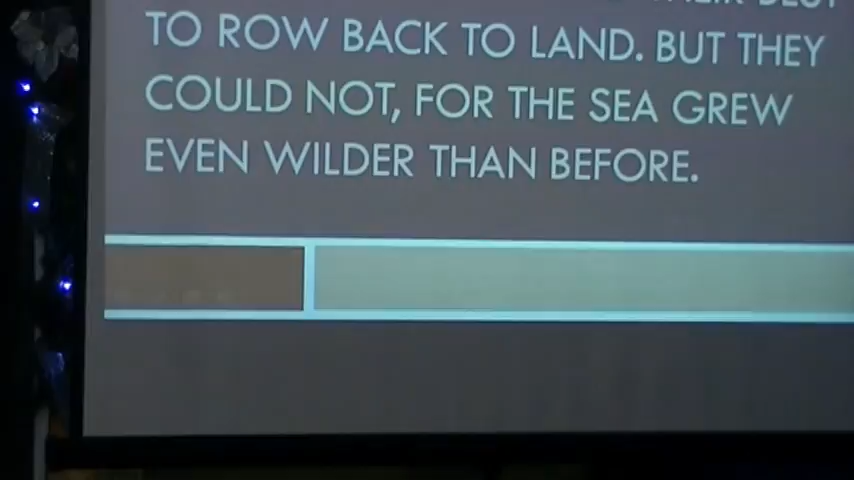 TO ROW BACK TO LAND. BUT THEY
COULD NOT, FOR THE SEA GREW
EVEN WILDER THAN BEFORE.